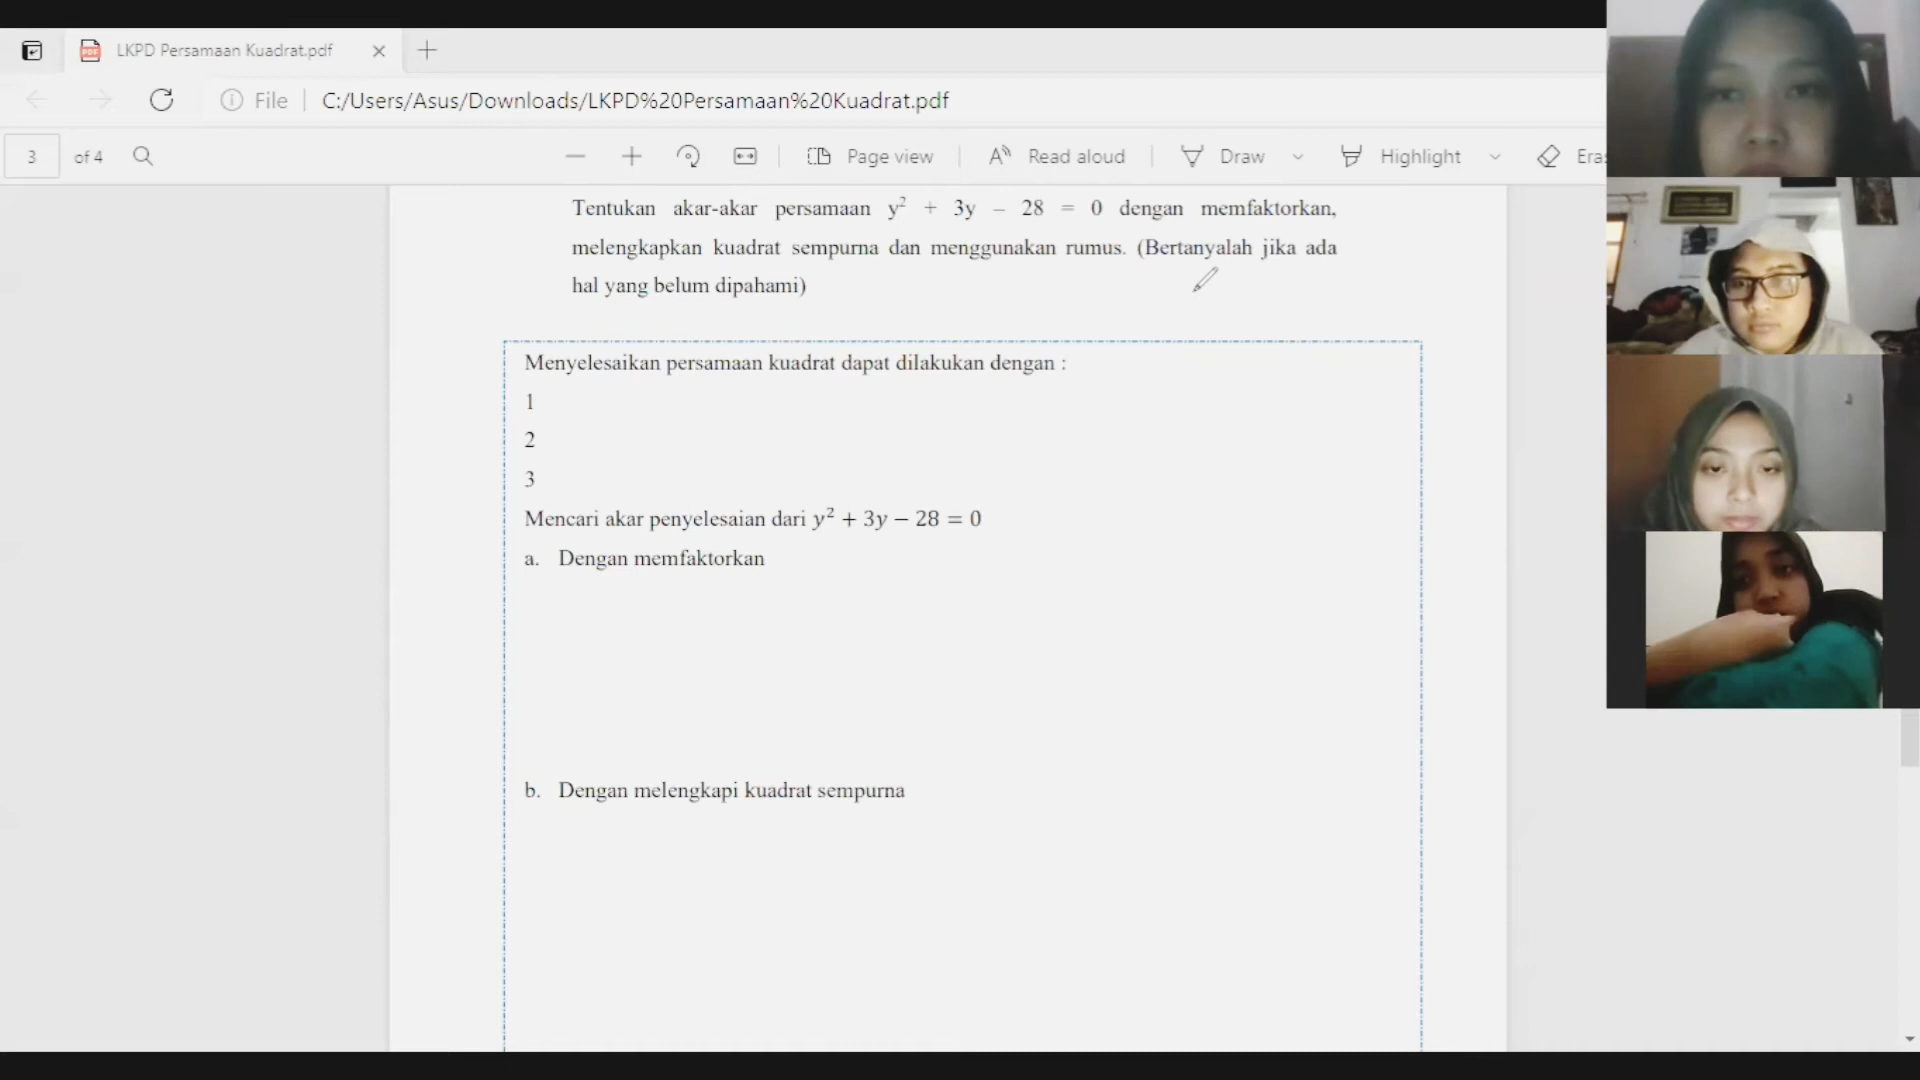 LKPD Persamaan Kuadrat.pdf
File
C:/Users/Asus/Downloads/LKPD%20Persamaan%20Kuadrat.pdf
3 of 4
Page view
Read aloud
Draw
Highlight
Eras
Tentukan akar-akar persamaan y² + 3y – 28 = 0 dengan memfaktorkan,
melengkapkan kuadrat sempurna dan menggunakan rumus. (Bertanyalah jika ada
hal yang belum dipahami)
Menyelesaikan persamaan kuadrat dapat dilakukan dengan :
1
2
3
Mencari akar penyelesaian dari y² + 3y − 28 = 0
a. Dengan memfaktorkan
b. Dengan melengkapi kuadrat sempurna